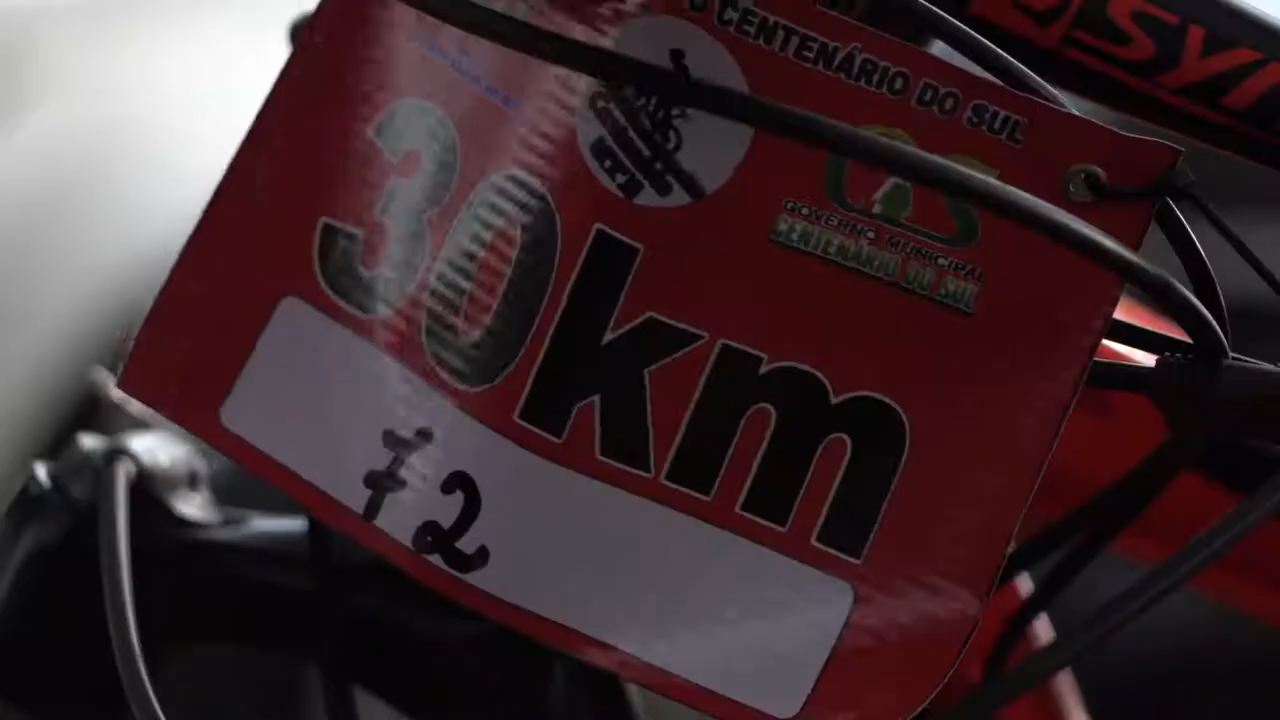 CENTENÁRIO DO SUL
30km
GOVERNO MUNICIPAL
CENTENÁRIO DO SUL
72